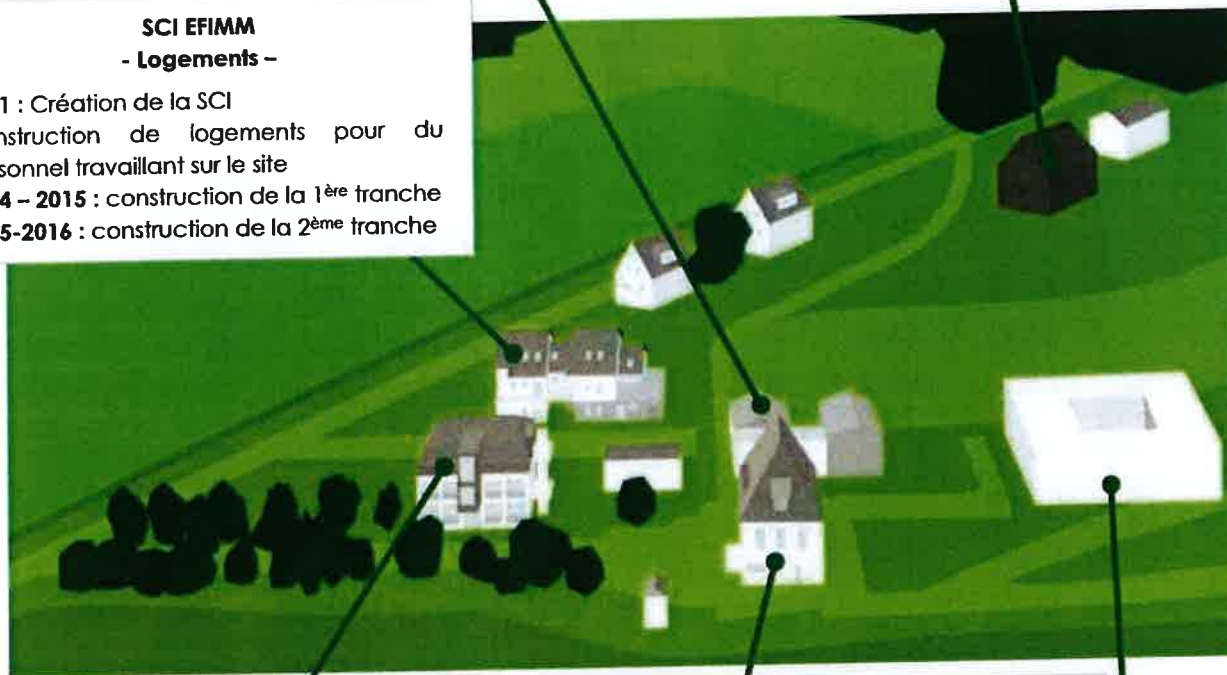 SCI EFIMM
- Logements –
1 : Création de la SCI
nstruction de logements pour du
sonnel travaillant sur le site
4 – 2015 : construction de la 1ère tranche
5-2016 : construction de la 2ème tranche